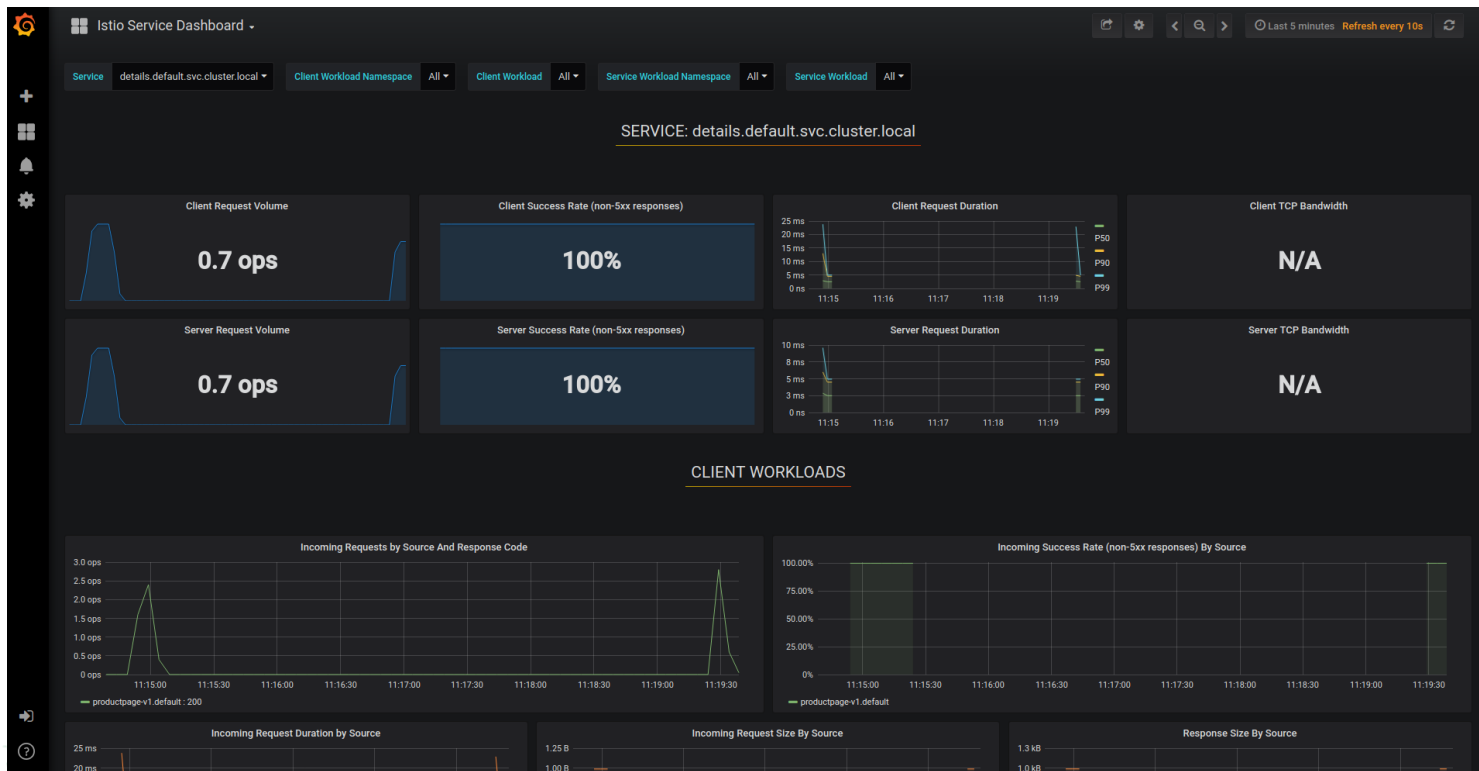 Istio Service Dashboard
Last 5 minutes Refresh every 10s
Service details.default.svc.cluster.local Client Workload Namespace All Client Workload All Service Workload Namespace All Service Workload All
SERVICE: details.default.svc.cluster.local
Client Request Volume
0.7 ops
Client Success Rate (non-5xx responses)
100%
Client Request Duration
25 ms
20 ms
15 ms
10 ms
5 ms
0 ns
11:15 11:16 11:17 11:18 11:19
P50
P90
P99
Client TCP Bandwidth
N/A
Server Request Volume
0.7 ops
Server Success Rate (non-5xx responses)
100%
Server Request Duration
10 ms
8 ms
5 ms
3 ms
0 ns
11:15 11:16 11:17 11:18 11:19
P50
P90
P99
Server TCP Bandwidth
N/A
CLIENT WORKLOADS
Incoming Requests by Source And Response Code
3.0 ops
2.5 ops
2.0 ops
1.5 ops
1.0 ops
0.5 ops
0 ops
11:15:00 11:15:30 11:16:00 11:16:30 11:17:00 11:17:30 11:18:00 11:18:30 11:19:00 11:19:30
productpage-v1.default : 200
Incoming Success Rate (non-5xx responses) By Source
100.00%
75.00%
50.00%
25.00%
0%
11:15:00 11:15:30 11:16:00 11:16:30 11:17:00 11:17:30 11:18:00 11:18:30 11:19:00 11:19:30
productpage-v1.default
Incoming Request Duration by Source
25 ms
20 ms
Incoming Request Size By Source
1.25 B
1.00 B
Response Size By Source
1.3 kB
1.0 kB